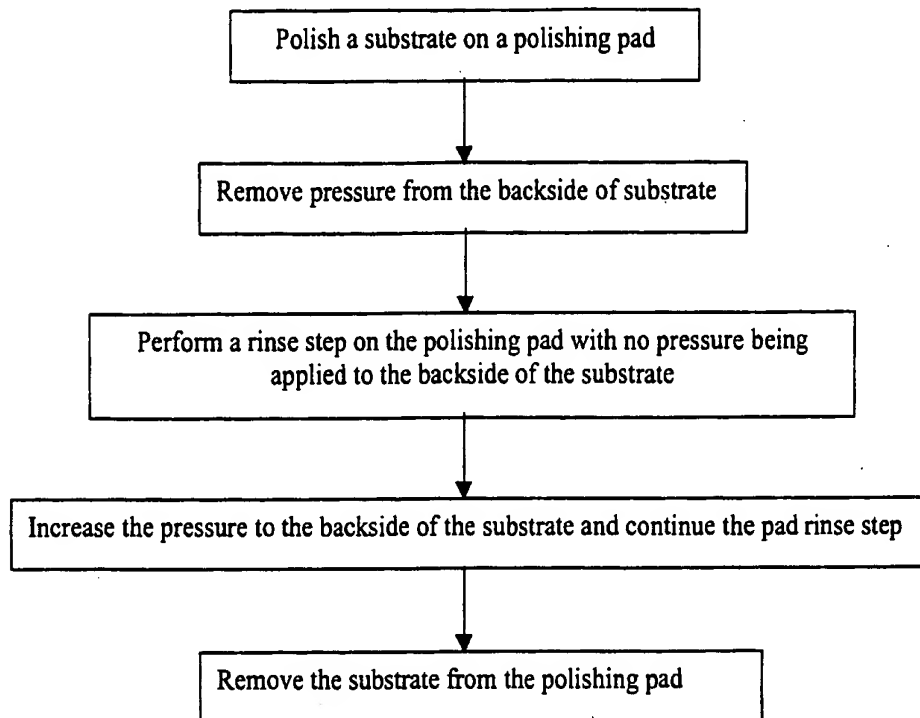 Polish a substrate on a polishing pad
Remove pressure from the backside of substrate
Perform a rinse step on the polishing pad with no pressure being
applied to the backside of the substrate
Increase the pressure to the backside of the substrate and continue the pad rinse step
Remove the substrate from the polishing pad